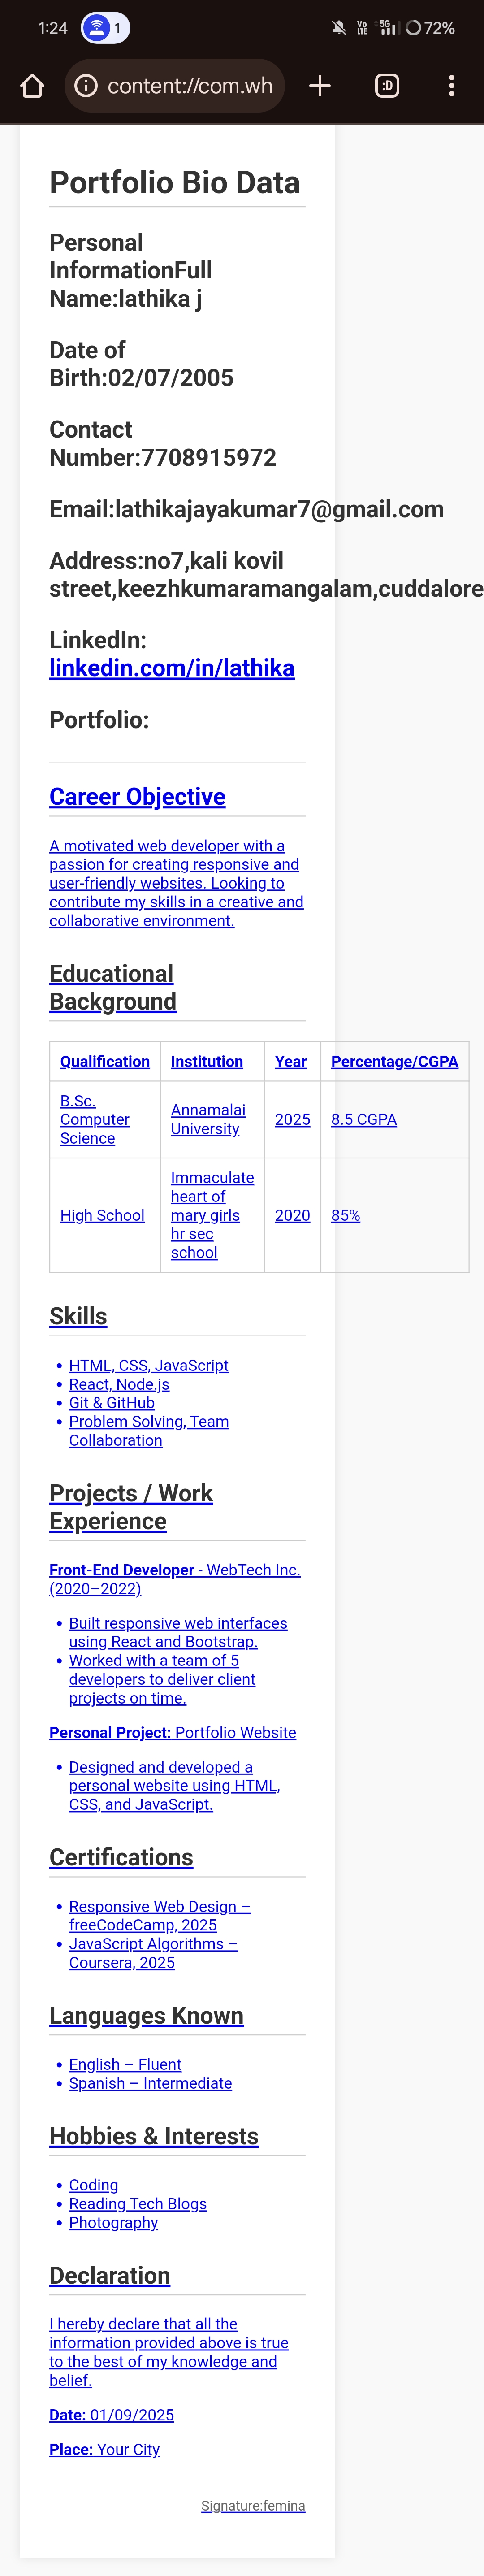 1:24
1
Vo
LTE
5G
72%
content://com.wh
:D
Portfolio Bio Data
Personal
InformationFull
Name:lathika j
Date of
Birth:02/07/2005
Contact
Number:7708915972
Email:lathikajayakumar7@gmail.com
Address:no7,kali kovil
street,keezhkumaramangalam,cuddalore
LinkedIn:
linkedin.com/in/lathika
Portfolio:
Career Objective
A motivated web developer with a
passion for creating responsive and
user-friendly websites. Looking to
contribute my skills in a creative and
collaborative environment.
Educational
Background
Qualification Institution Year Percentage/CGPA
B.Sc.
Computer
Science
Annamalai
University
2025
8.5 CGPA
High School
Immaculate
heart of
mary girls
hr sec
school
2020
85%
Skills
• HTML, CSS, JavaScript
• React, Node.js
• Git & GitHub
• Problem Solving, Team
Collaboration
Projects / Work
Experience
Front-End Developer - WebTech Inc.
(2020–2022)
• Built responsive web interfaces
using React and Bootstrap.
• Worked with a team of 5
developers to deliver client
projects on time.
Personal Project: Portfolio Website
• Designed and developed a
personal website using HTML,
CSS, and JavaScript.
Certifications
• Responsive Web Design –
freeCodeCamp, 2025
• JavaScript Algorithms –
Coursera, 2025
Languages Known
• English – Fluent
• Spanish – Intermediate
Hobbies & Interests
• Coding
• Reading Tech Blogs
• Photography
Declaration
I hereby declare that all the
information provided above is true
to the best of my knowledge and
belief.
Date: 01/09/2025
Place: Your City
Signature:femina